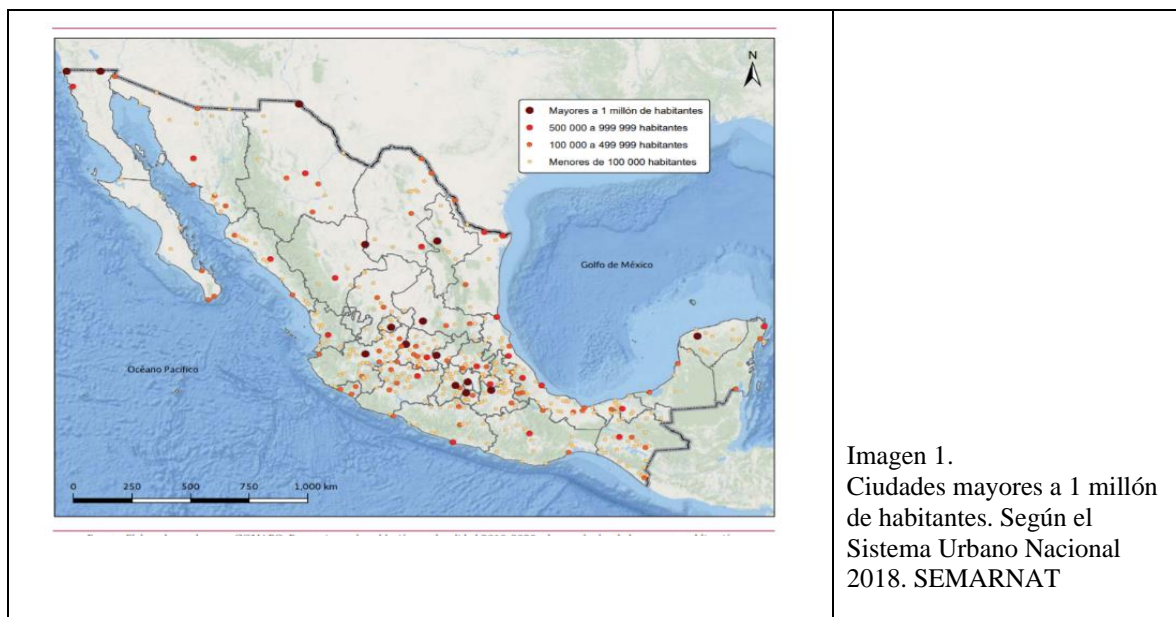 N
Mayores a 1 millón de habitantes
500 000 a 999 999 habitantes
100 000 a 499 999 habitantes
Menores de 100 000 habitantes
Golfo de México
Océano Pacífico
0 250 500 750 1,000 km
Imagen 1.
Ciudades mayores a 1 millón
de habitantes. Según el
Sistema Urbano Nacional
2018. SEMARNAT